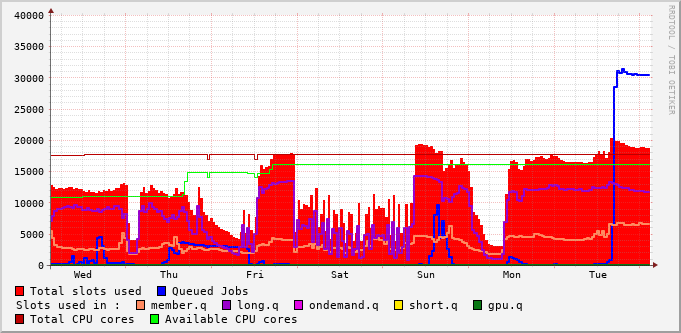 40000
35000
30000
25000
20000
15000
10000
5000
0
Wed Thu Fri Sat Sun Mon Tue
RRDTOOL / TOBI OETIKER
Total slots used Queued Jobs
Slots used in : member.q long.q ondemand.q short.q gpu.q
Total CPU cores Available CPU cores